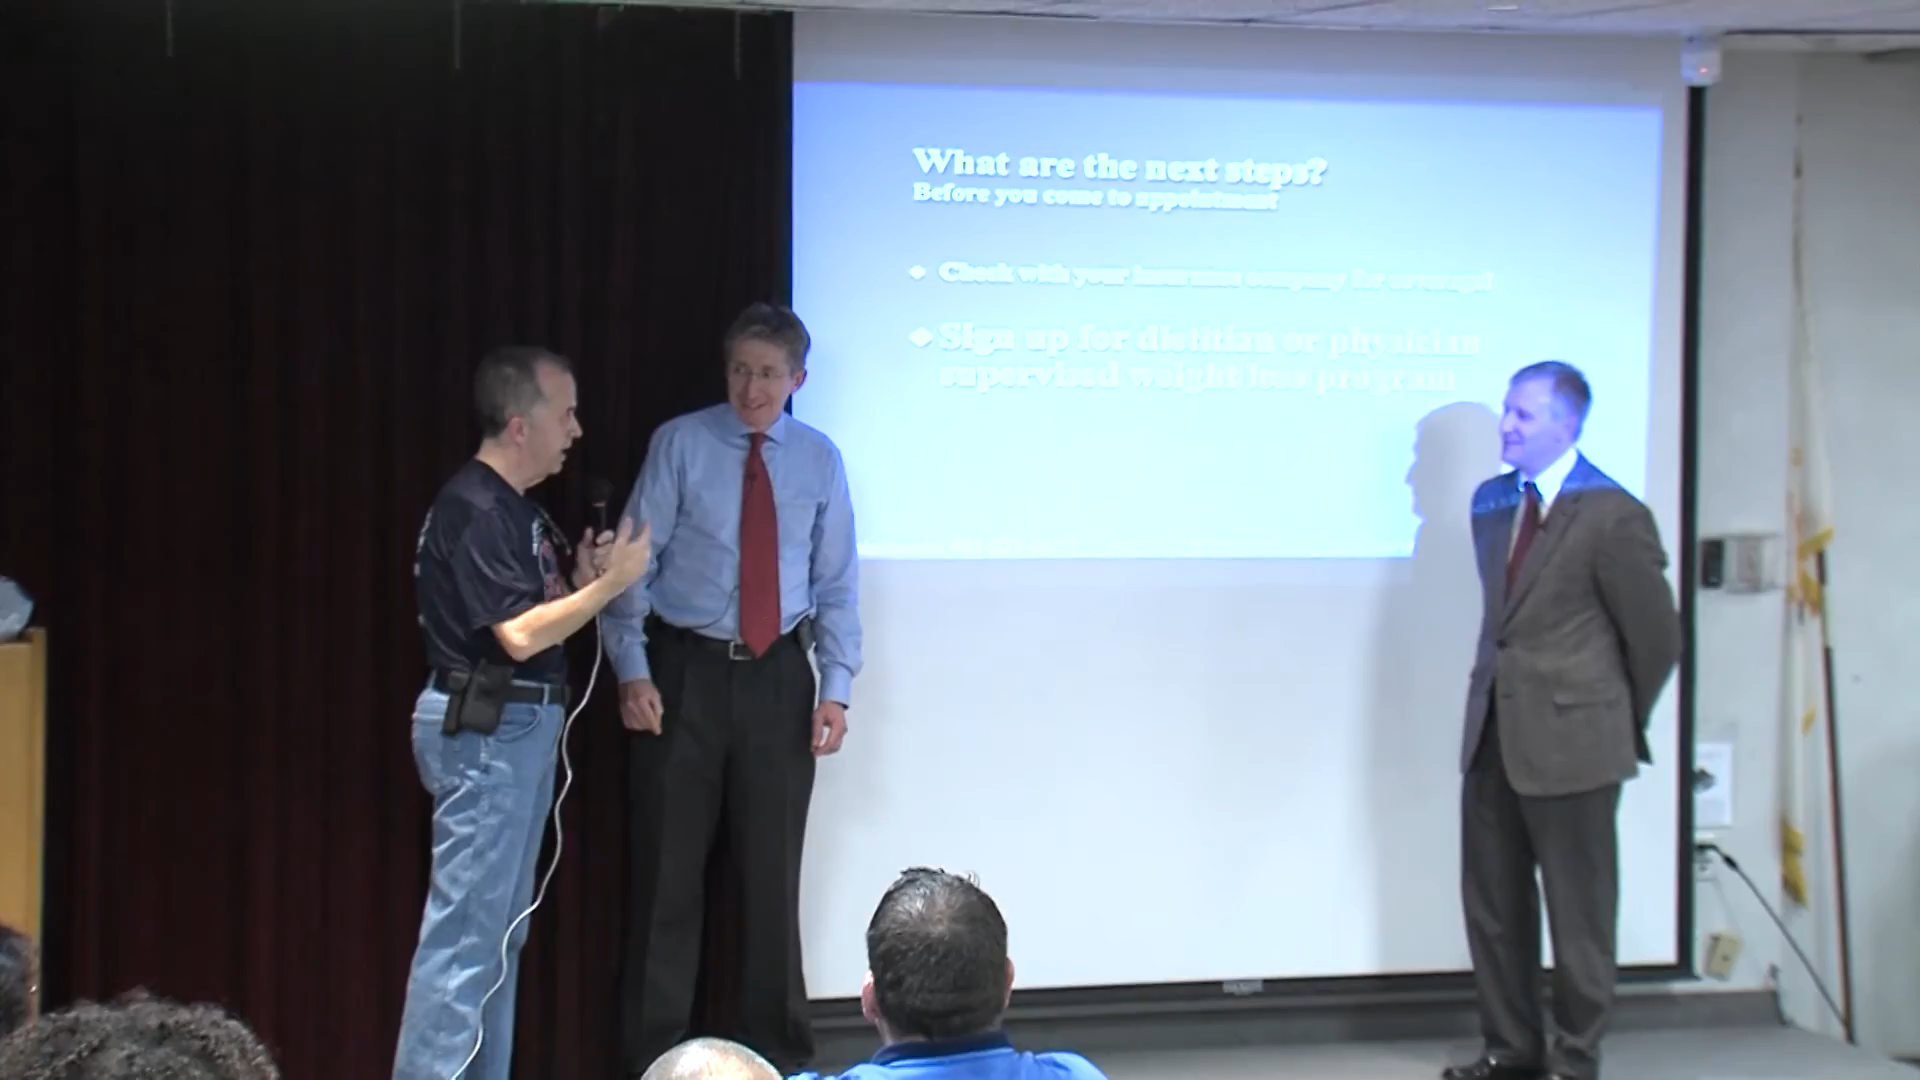 What are the next steps?
Before you come to appointment
Check with your insurance company for coverage!
Sign up for dietitian or physician
supervised weight loss program